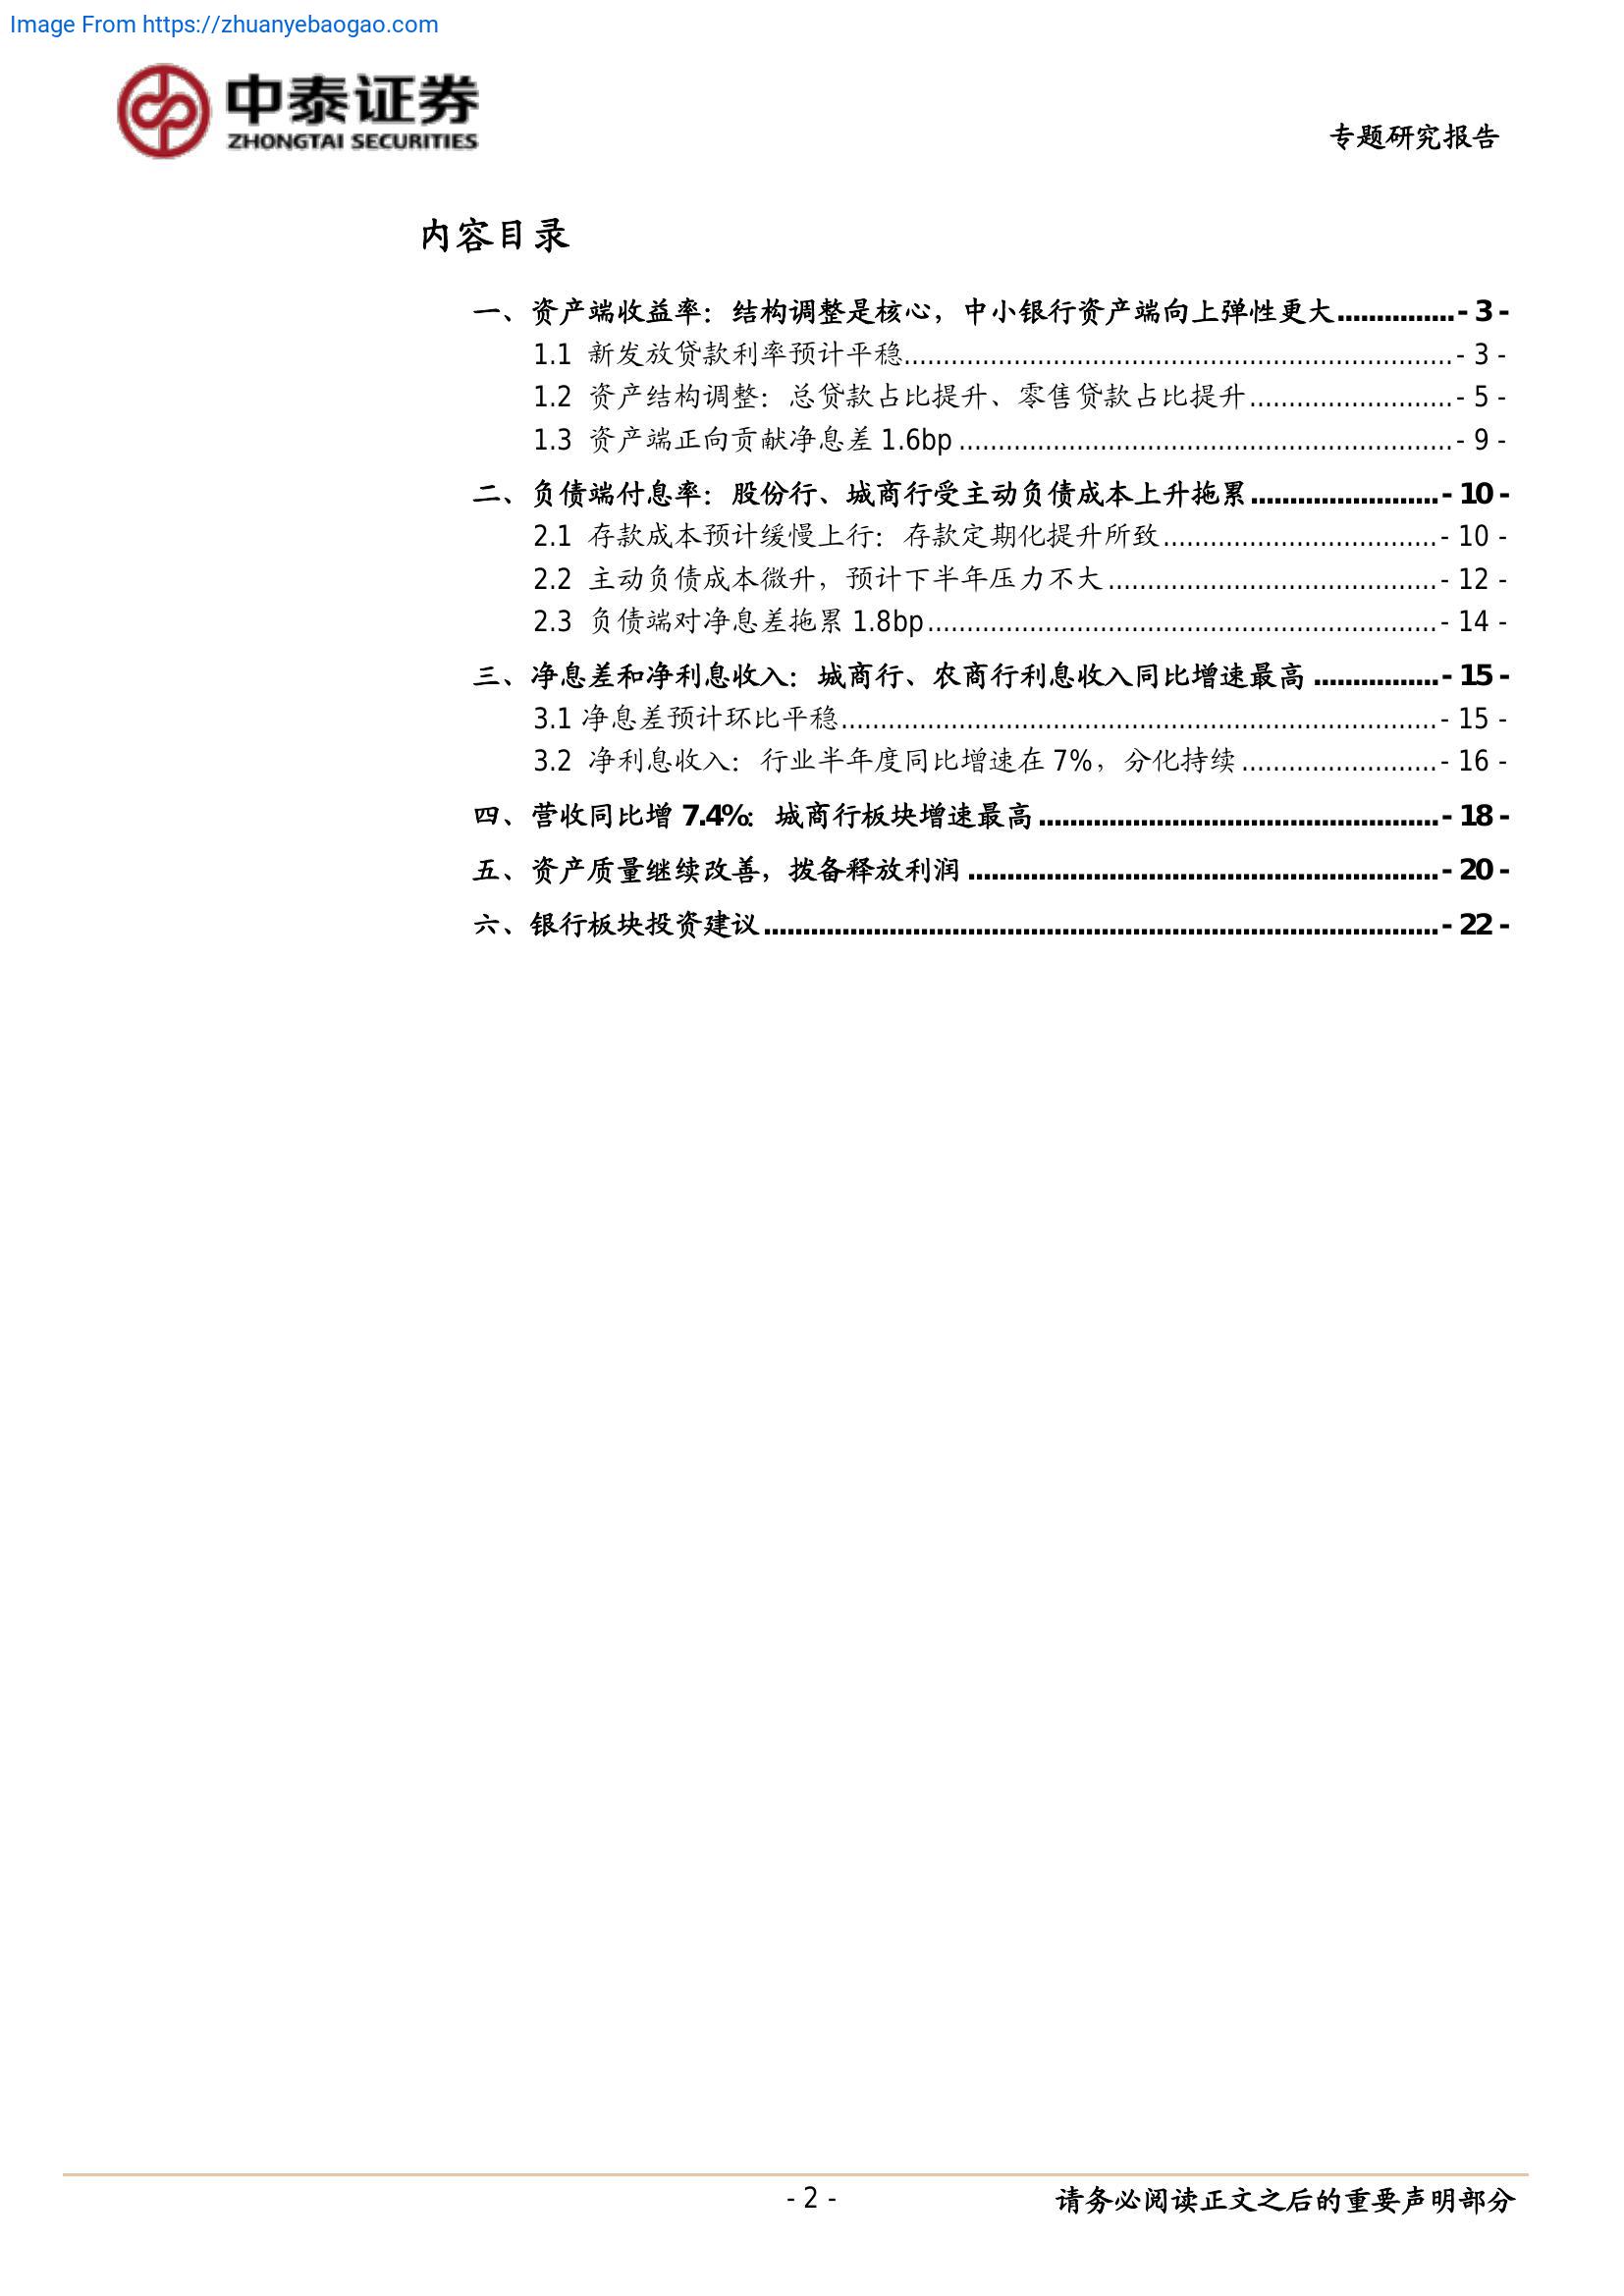 Image From https://zhuanyebaogao.com
中泰证券
ZHONGTAI SECURITIES
专题研究报告
内容目录
一、资产端收益率：结构调整是核心，中小银行资产端向上弹性更大...............- 3 -
1.1 新发放贷款利率预计平稳......................................................................- 3 -
1.2 资产结构调整：总贷款占比提升、零售贷款占比提升..........................- 5 -
1.3 资产端正向贡献净息差 1.6bp...............................................................- 9 -
二、负债端付息率：股份行、城商行受主动负债成本上升拖累........................- 10 -
2.1 存款成本预计缓慢上行：存款定期化提升所致...................................- 10 -
2.2 主动负债成本微升，预计下半年压力不大..........................................- 12 -
2.3 负债端对净息差拖累 1.8bp.................................................................- 14 -
三、净息差和净利息收入：城商行、农商行利息收入同比增速最高................- 15 -
3.1 净息差预计环比平稳............................................................................- 15 -
3.2 净利息收入：行业半年度同比增速在 7%，分化持续.........................- 16 -
四、营收同比增 7.4%：城商行板块增速最高...................................................- 18 -
五、资产质量继续改善，拨备释放利润............................................................- 20 -
六、银行板块投资建议......................................................................................- 22 -
- 2 -
请务必阅读正文之后的重要声明部分